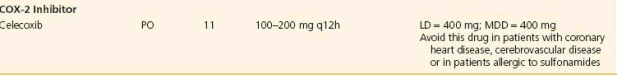 COX-2 Inhibitor
Celecoxib PO 11 100–200 mg q12h LD = 400 mg; MDD = 400 mg
Avoid this drug in patients with coronary
heart disease, cerebrovascular disease
or in patients allergic to sulfonamides